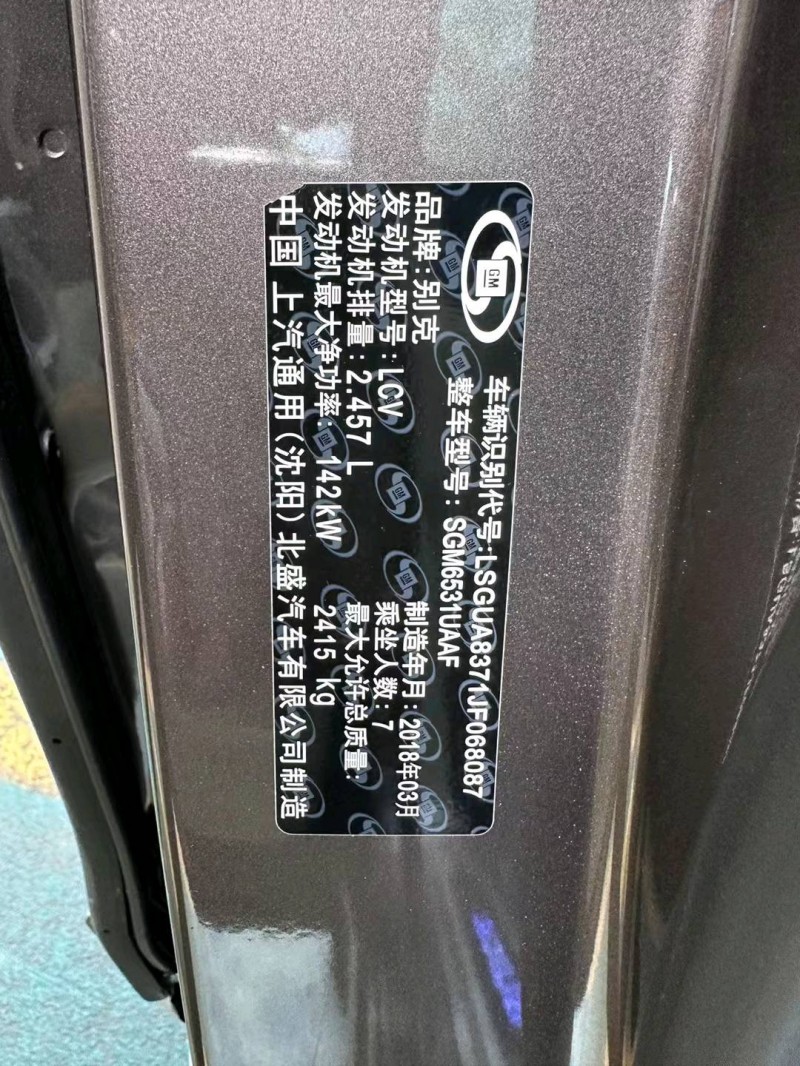 GM
车辆识别代号:LSGUA8371JF068087
整车型号:SGM6531UAAF
品牌:别克
制造年月:2018年03月
发动机型号:LCV
乘坐人数:7
发动机排量:2.457 L
最大允许总质量:
发动机最大净功率:142kW
2415 kg
中国 上汽通用(沈阳)北盛汽车有限公司制造